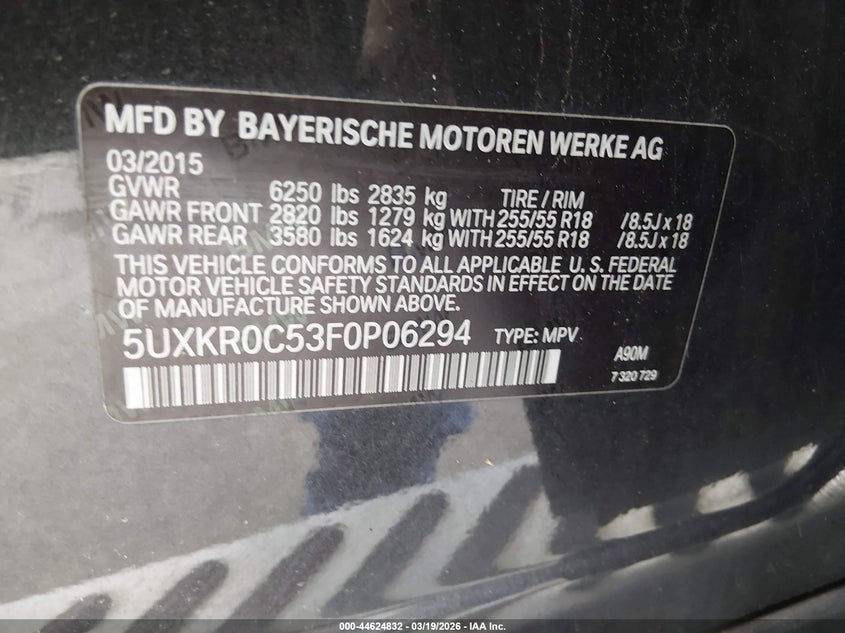 MFD BY BAYERISCHE MOTOREN WERKE AG
03/2015
GVWR 6250 lbs 2835 kg TIRE / RIM
GAWR FRONT 2820 lbs 1279 kg WITH 255/55 R18 /8.5J x 18
GAWR REAR 3580 lbs 1624 kg WITH 255/55 R18 /8.5J x 18
THIS VEHICLE CONFORMS TO ALL APPLICABLE U. S. FEDERAL
MOTOR VEHICLE SAFETY STANDARDS IN EFFECT ON THE DATE
OF MANUFACTURE SHOWN ABOVE.
5UXKR0C53F0P06294 TYPE: MPV
A90M
7 320 729
000-44624832 - 03/19/2026 - IAA Inc.